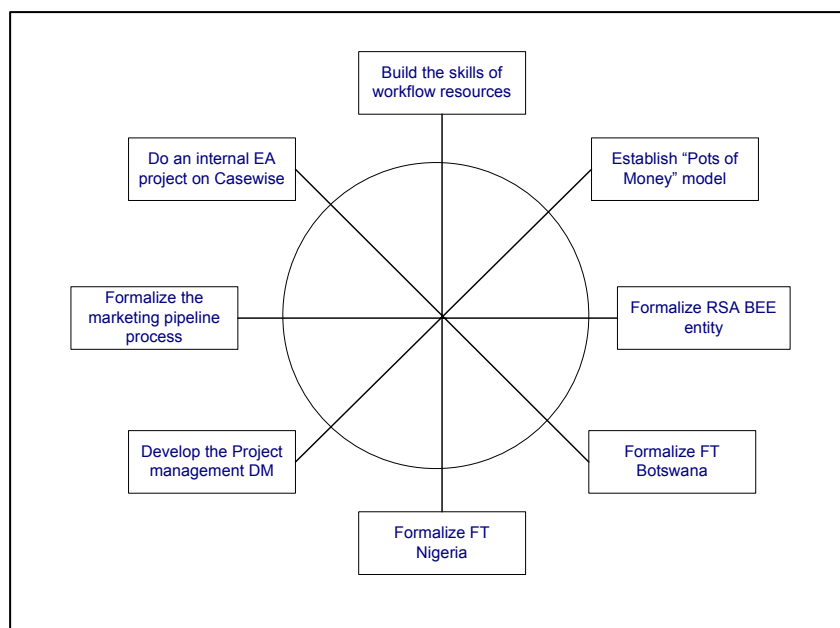 Build the skills of
workflow resources
Do an internal EA
project on Casewise
Establish “Pots of
Money” model
Formalize the
marketing pipeline
process
Formalize RSA BEE
entity
Develop the Project
management DM
Formalize FT
Botswana
Formalize FT
Nigeria